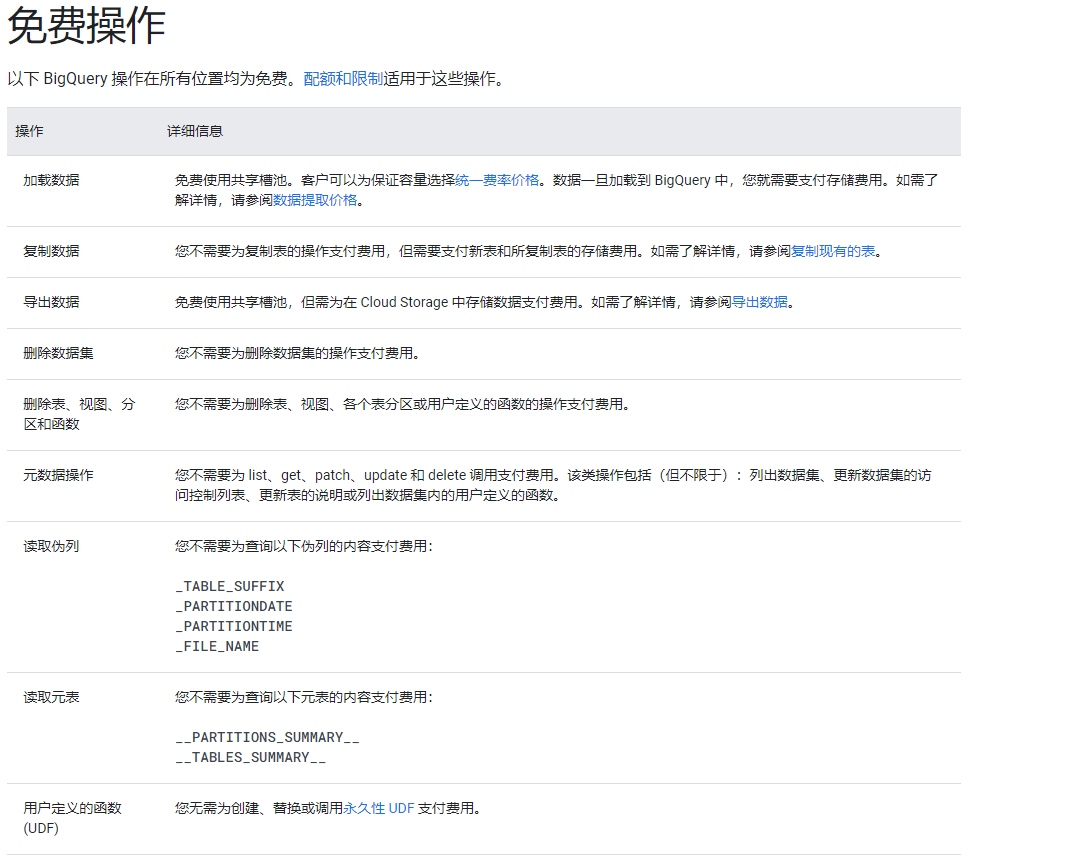 免费操作
以下 BigQuery 操作在所有位置均为免费。配额和限制适用于这些操作。
操作 详细信息
加载数据 免费使用共享槽池。客户可以为保证容量选择统一费率价格。数据一旦加载到 BigQuery 中，您就需要支付存储费用。如需了
解详情，请参阅数据提取价格。
复制数据 您不需要为复制表的操作支付费用，但需要支付新表和所复制表的存储费用。如需了解详情，请参阅复制现有的表。
导出数据 免费使用共享槽池，但需为在 Cloud Storage 中存储数据支付费用。如需了解详情，请参阅导出数据。
删除数据集 您不需要为删除数据集的操作支付费用。
删除表、视图、分 您不需要为删除表、视图、各个表分区或用户定义的函数的操作支付费用。
区和函数
元数据操作 您不需要为 list、get、patch、update 和 delete 调用支付费用。该类操作包括（但不限于）：列出数据集、更新数据集的访
问控制列表、更新表的说明或列出数据集内的用户定义的函数。
读取伪列 您不需要为查询以下伪列的内容支付费用：
_TABLE_SUFFIX
_PARTITIONDATE
_PARTITIONTIME
_FILE_NAME
读取元表 您不需要为查询以下元表的内容支付费用：
__PARTITIONS_SUMMARY__
__TABLES_SUMMARY__
用户定义的函数 您无需为创建、替换或调用永久性 UDF 支付费用。
(UDF)